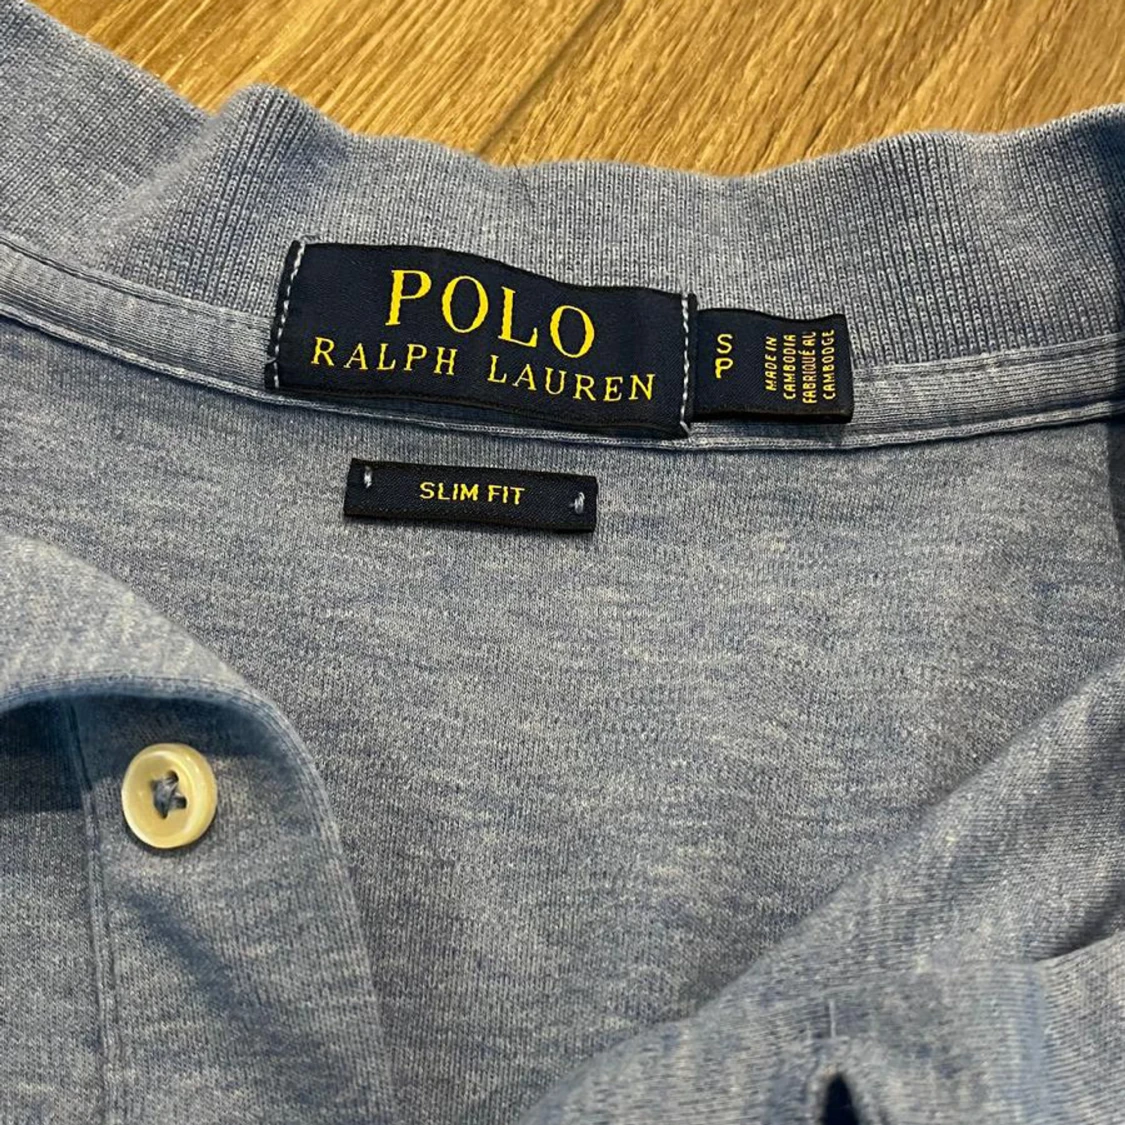 POLO
RALPH LAUREN
S
P
MADE IN
CAMBODIA
FABRIQUÉ AU
CAMBODGE
SLIM FIT